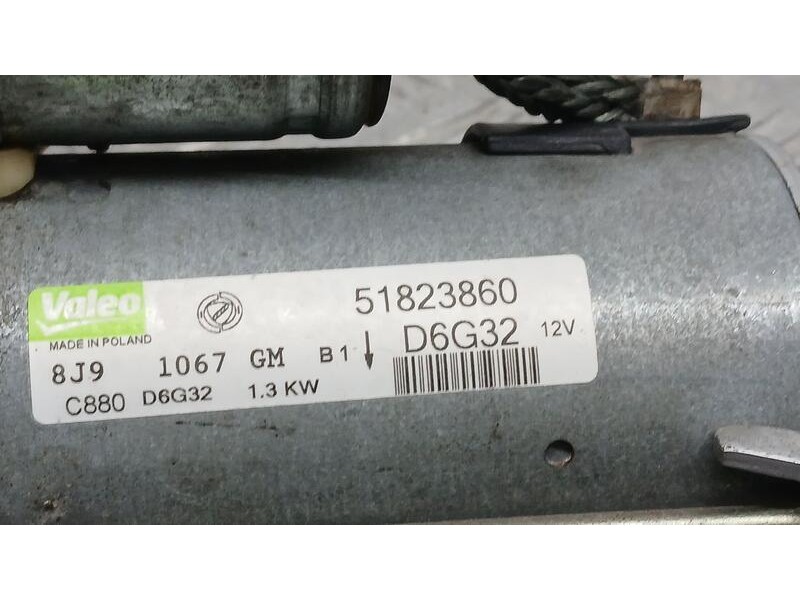 Valeo
MADE IN POLAND
51823860
D6G32 12V
8J9 1067 GM B1
C880 D6G32 1.3 KW